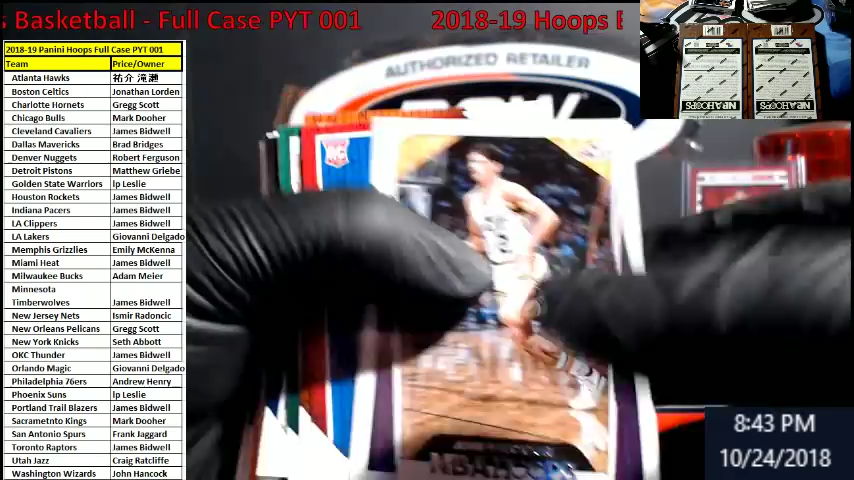 s Basketball - Full Case PYT 001 2018-19 Hoops
2018-19 Panini Hoops Full Case PYT 001
Team Price/Owner
Atlanta Hawks 祐介 滝瀬
Boston Celtics Jonathan Lorden
Charlotte Hornets Gregg Scott
Chicago Bulls Mark Dooher
Cleveland Cavaliers James Bidwell
Dallas Mavericks Brad Bridges
Denver Nuggets Robert Ferguson
Detroit Pistons Matthew Griebe
Golden State Warriors Ip Leslie
Houston Rockets James Bidwell
Indiana Pacers James Bidwell
LA Clippers James Bidwell
LA Lakers Giovanni Delgado
Memphis Grizzlies Emily McKenna
Miami Heat James Bidwell
Milwaukee Bucks Adam Meier
Minnesota
Timberwolves James Bidwell
New Jersey Nets Ismir Radoncic
New Orleans Pelicans Gregg Scott
New York Knicks Seth Abbott
OKC Thunder James Bidwell
Orlando Magic Giovanni Delgado
Philadelphia 76ers Andrew Henry
Phoenix Suns Ip Leslie
Portland Trail Blazers James Bidwell
Sacrametnto Kings Mark Dooher
San Antonio Spurs Frank Jaggard
Toronto Raptors James Bidwell
Utah Jazz Craig Ratcliffe
Washington Wizards John Hancock
AUTHORIZED RETAILER
NBA HOOPS
NBA HOOPS
NBA HOOPS
8:43 PM
10/24/2018